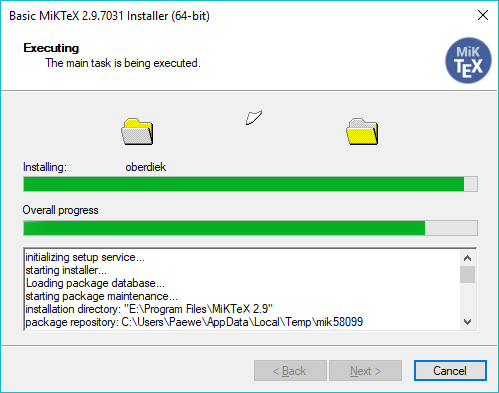 Basic MiKTeX 2.9.7031 Installer (64-bit)
Executing
The main task is being executed.
MiK
TEX
Installing: oberdiek
Overall progress
initializing setup service...
starting installer...
Loading package database...
starting package maintenance...
installation directory: "E:\Program Files\MiKTeX 2.9"
package repository: C:\Users\Paewe\AppData\Local\Temp\mik58099
< Back
Next >
Cancel